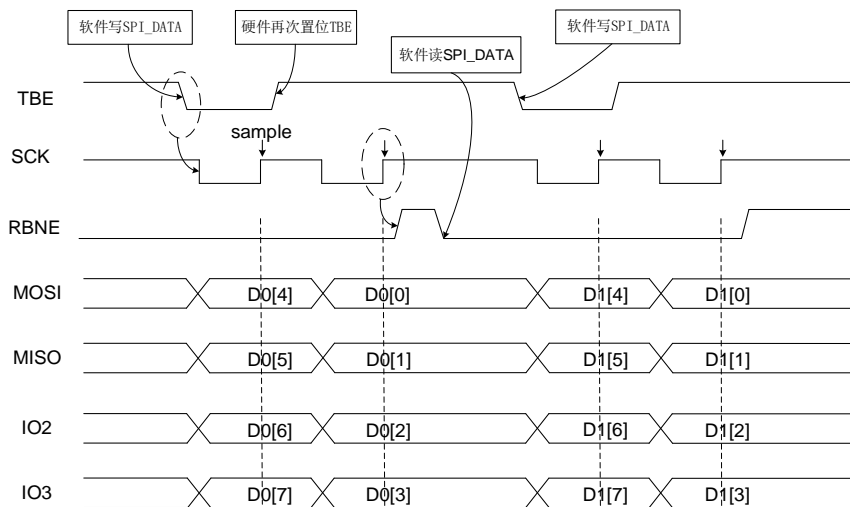 软件写SPI_DATA
硬件再次置位TBE
软件写SPI_DATA
软件读SPI_DATA
TBE
sample
SCK
RBNE
MOSI D0[4] D0[0] D1[4] D1[0]
MISO D0[5] D0[1] D1[5] D1[1]
IO2 D0[6] D0[2] D1[6] D1[2]
IO3 D0[7] D0[3] D1[7] D1[3]